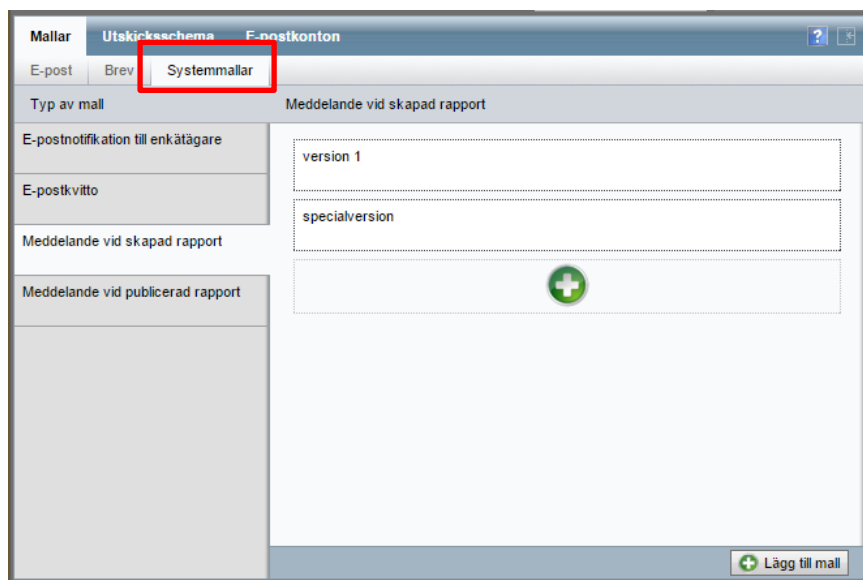 Mallar Utskicksschema E-postkonton ?
E-post Brev Systemmallar
Typ av mall Meddelande vid skapad rapport
E-postnotifikation till enkätägare
E-postkvitto
Meddelande vid skapad rapport
Meddelande vid publicerad rapport
version 1
specialversion
Lägg till mall